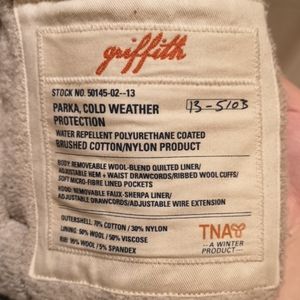 griffith
STOCK NO. 50145-02--13
PARKA, COLD WEATHER
PROTECTION
13-5103
WATER REPELLENT POLYURETHANE COATED
BRUSHED COTTON/NYLON PRODUCT
BODY: REMOVEABLE WOOL-BLEND QUILTED LINER/
ADJUSTABLE HEM + WAIST DRAWCORDS/RIBBED WOOL CUFFS/
SOFT MICRO-FIBRE LINED POCKETS
HOOD: REMOVABLE FAUX-SHERPA LINER/
ADJUSTABLE DRAWCORDS/ADJUSTABLE WIRE EXTENSION
OUTERSHELL: 70% COTTON / 30% NYLON
LINING: 50% WOOL / 50% VISCOSE
RIB: 95% WOOL / 5% SPANDEX
TNA
—A WINTER
PRODUCT—